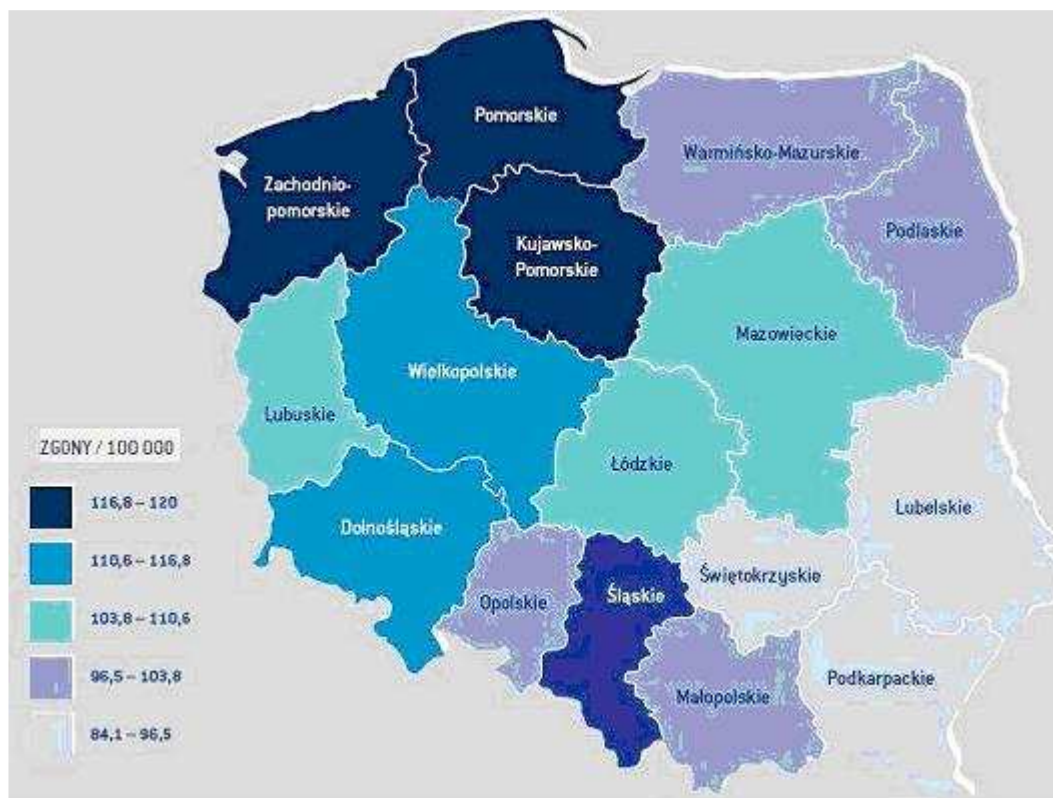 Pomorskie
Warmińsko-Mazurskie
Zachodnio-
pomorskie
Podlaskie
Kujawsko-
Pomorskie
Mazowieckie
Wielkopolskie
Lubuskie
ZGONY / 100 000
Łódzkie
116,8 – 120
Lubelskie
Dolnośląskie
110,6 – 116,8
Świętokrzyskie
Opolskie
Śląskie
103,8 – 110,6
96,5 – 103,8
Małopolskie
Podkarpackie
84,1 – 96,5